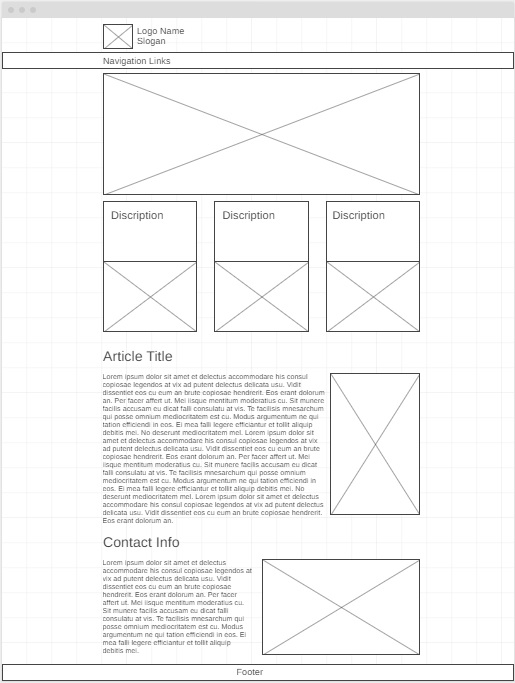 Logo Name
Slogan
Navigation Links
Discription
Discription
Discription
Article Title
Lorem ipsum dolor sit amet et delectus accommodare his consul
copiosae legendos at vix ad putent delectus delicata usu. Vidit
dissentiet eos cu eum an brute copiosae hendrerit. Eos erant dolorum
an. Per facer affert ut. Mei iisque mentitum moderatius cu. Sit munere
facilis accusam eu dicat falli consulatu at vis. Te facilisis mnesarchum
qui posse omnium mediocritatem est cu. Modus argumentum ne qui
tation efficiendi in eos. Ei mea falli legere efficiantur et tollit aliquip
debitis mei. No deserunt mediocritatem mel. Lorem ipsum dolor sit
amet et delectus accommodare his consul copiosae legendos at vix
ad putent delectus delicata usu. Vidit dissentiet eos cu eum an brute
copiosae hendrerit. Eos erant dolorum an. Per facer affert ut. Mei
iisque mentitum moderatius cu. Sit munere facilis accusam eu dicat
falli consulatu at vis. Te facilisis mnesarchum qui posse omnium
mediocritatem est cu. Modus argumentum ne qui tation efficiendi in
eos. Ei mea falli legere efficiantur et tollit aliquip debitis mei. No
deserunt mediocritatem mel. Lorem ipsum dolor sit amet et delectus
accommodare his consul copiosae legendos at vix ad putent delectus
delicata usu. Vidit dissentiet eos cu eum an brute copiosae hendrerit.
Eos erant dolorum an.
Contact Info
Lorem ipsum dolor sit amet et delectus
accommodare his consul copiosae legendos at
vix ad putent delectus delicata usu. Vidit
dissentiet eos cu eum an brute copiosae
hendrerit. Eos erant dolorum an. Per facer
affert ut. Mei iisque mentitum moderatius cu.
Sit munere facilis accusam eu dicat falli
consulatu at vis. Te facilisis mnesarchum qui
posse omnium mediocritatem est cu. Modus
argumentum ne qui tation efficiendi in eos. Ei
mea falli legere efficiantur et tollit aliquip
debitis mei.
Footer